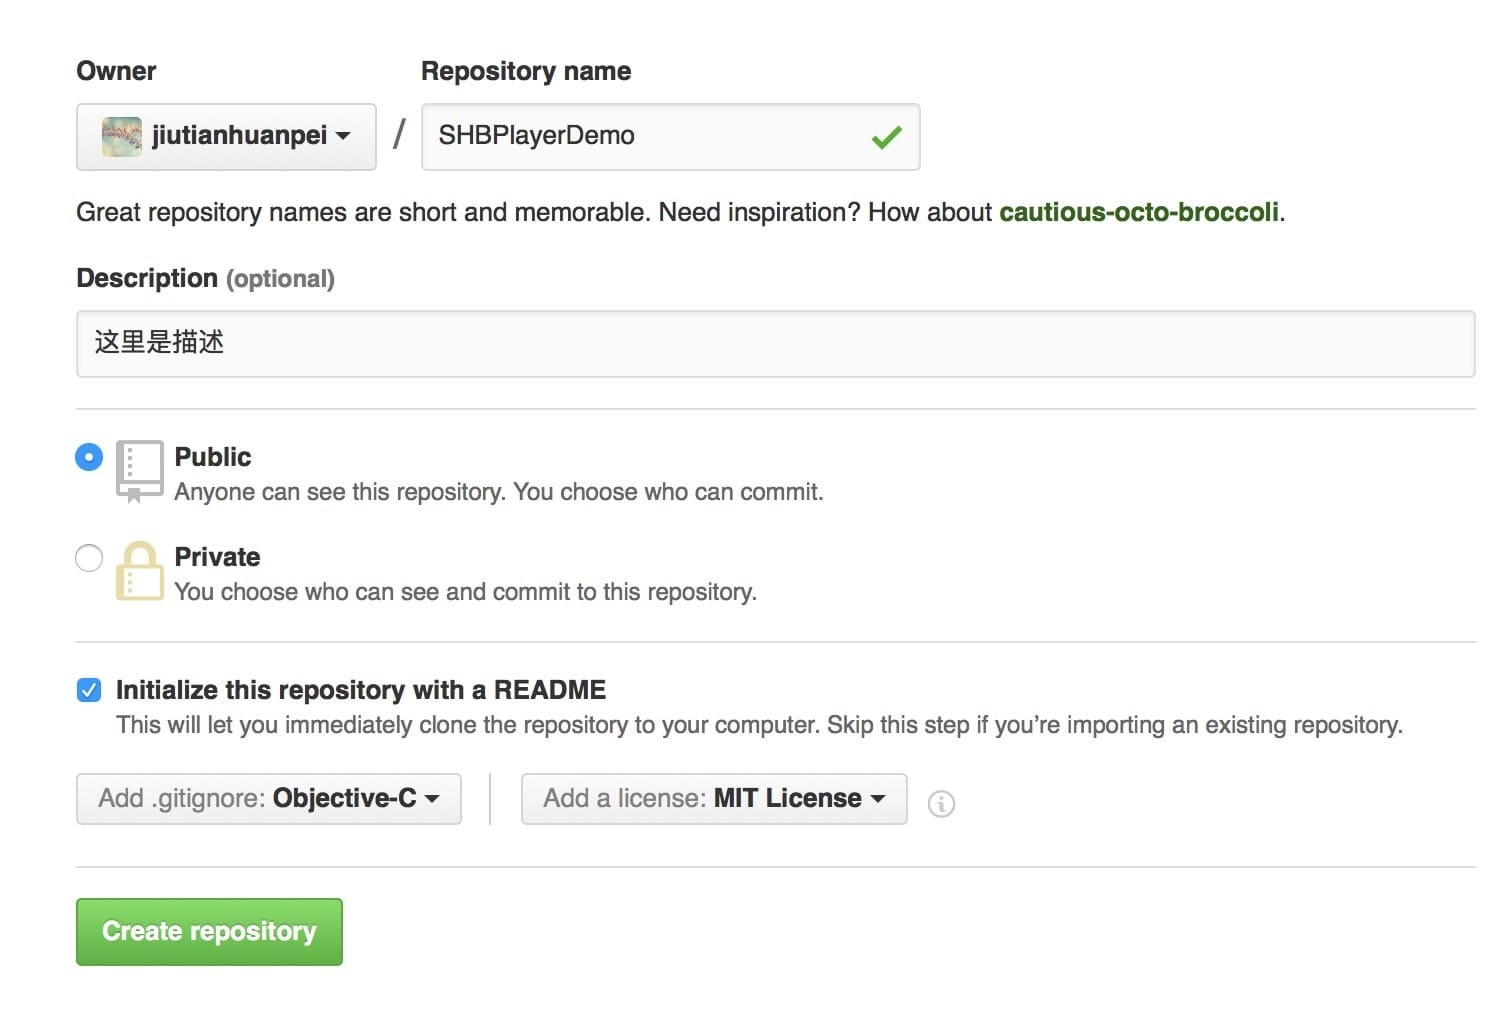 Owner
Repository name
jiutianhuanpei
/
SHBPlayerDemo
Great repository names are short and memorable. Need inspiration? How about cautious-octo-broccoli.
Description (optional)
这里是描述
Public
Anyone can see this repository. You choose who can commit.
Private
You choose who can see and commit to this repository.
Initialize this repository with a README
This will let you immediately clone the repository to your computer. Skip this step if you’re importing an existing repository.
Add .gitignore: Objective-C
Add a license: MIT License
Create repository